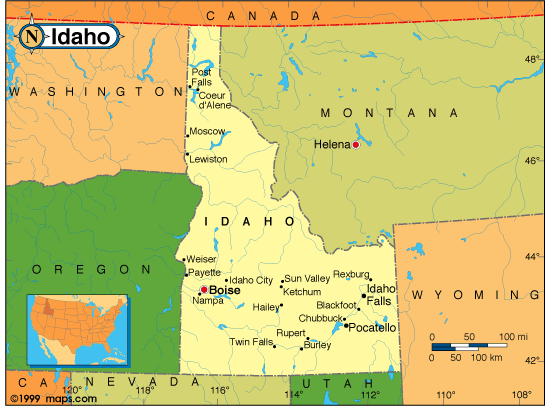 CANADA
N Idaho
48°
WASHINGTON
Post
Falls
Coeur
d'Alene
MONTANA
Moscow
Helena
Lewiston
46°
IDAHO
44°
Weiser
OREGON
Payette
Idaho City
Sun Valley
Rexburg
Ketchum
Idaho
Falls
WYOMING
Boise
Nampa
Hailey
Blackfoot
Chubbuck
Pocatello
Rupert
Twin Falls
Burley
0 50 100 mi
0 50 100 km
42°
CA
NEVADA
UTAH
120° 118° 116° 114° 112° 110° 108°
©1999 maps.com